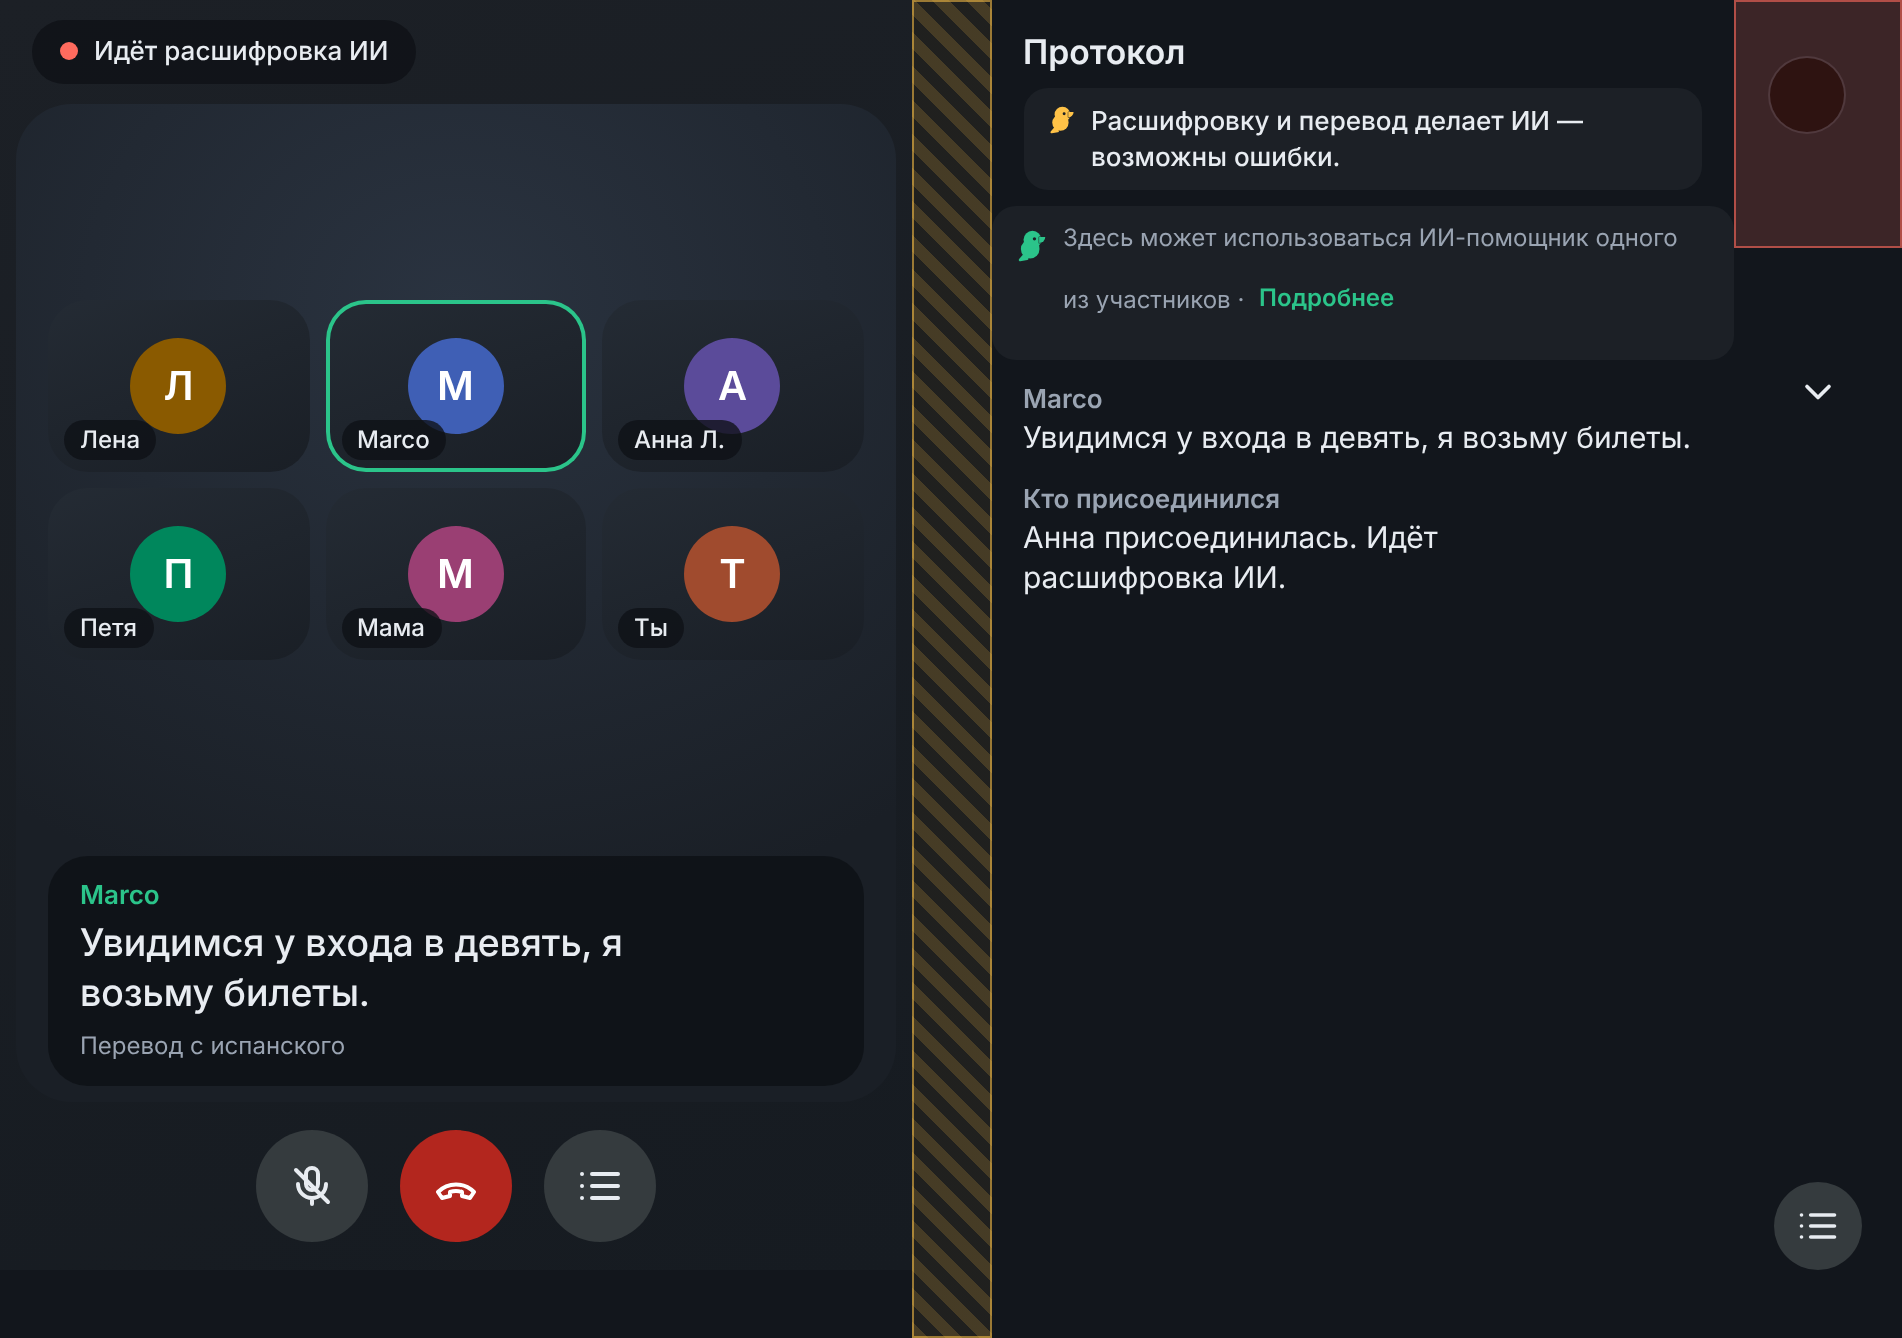 Идёт расшифровка ИИ
Л
Лена
М
Marco
А
Анна Л.
П
Петя
М
Мама
Т
Ты
Marco
Увидимся у входа в девять, я
возьму билеты.
Перевод с испанского
Протокол
Расшифровку и перевод делает ИИ —
возможны ошибки.
Здесь может использоваться ИИ-помощник одного
из участников · Подробнее
Marco
Увидимся у входа в девять, я возьму билеты.
Кто присоединился
Анна присоединилась. Идёт
расшифровка ИИ.